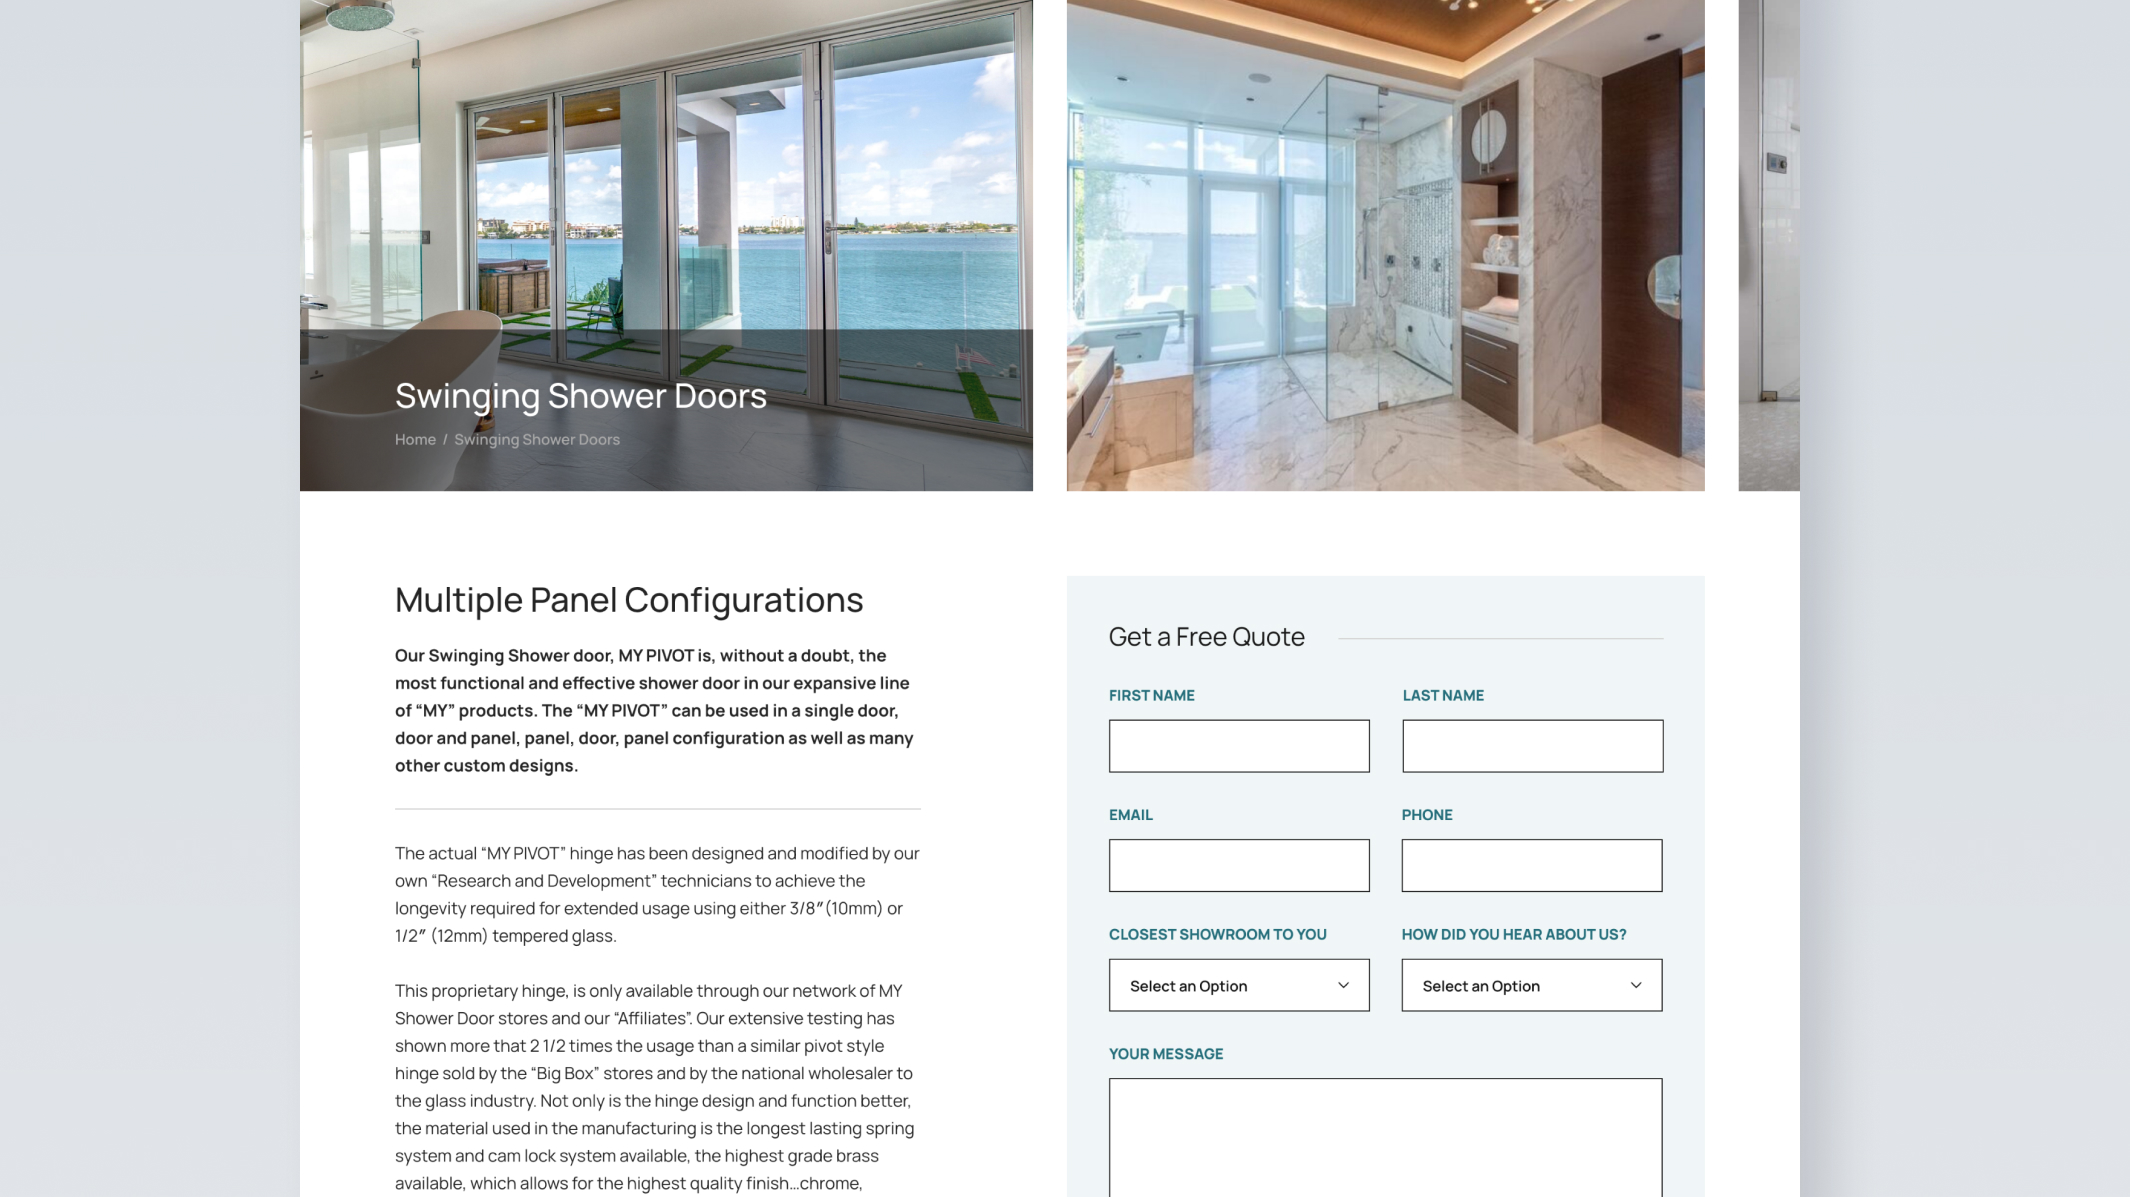 Swinging Shower Doors
Home / Swinging Shower Doors
Multiple Panel Configurations
Our Swinging Shower door, MY PIVOT is, without a doubt, the
most functional and effective shower door in our expansive line
of “MY” products. The “MY PIVOT” can be used in a single door,
door and panel, panel, door, panel configuration as well as many
other custom designs.
The actual “MY PIVOT” hinge has been designed and modified by our
own “Research and Development” technicians to achieve the
longevity required for extended usage using either 3/8″(10mm) or
1/2″ (12mm) tempered glass.
This proprietary hinge, is only available through our network of MY
Shower Door stores and our “Affiliates”. Our extensive testing has
shown more that 2 1/2 times the usage than a similar pivot style
hinge sold by the “Big Box” stores and by the national wholesaler to
the glass industry. Not only is the hinge design and function better,
the material used in the manufacturing is the longest lasting spring
system and cam lock system available, the highest grade brass
available, which allows for the highest quality finish…chrome,
Get a Free Quote
FIRST NAME LAST NAME
EMAIL PHONE
CLOSEST SHOWROOM TO YOU HOW DID YOU HEAR ABOUT US?
Select an Option Select an Option
YOUR MESSAGE